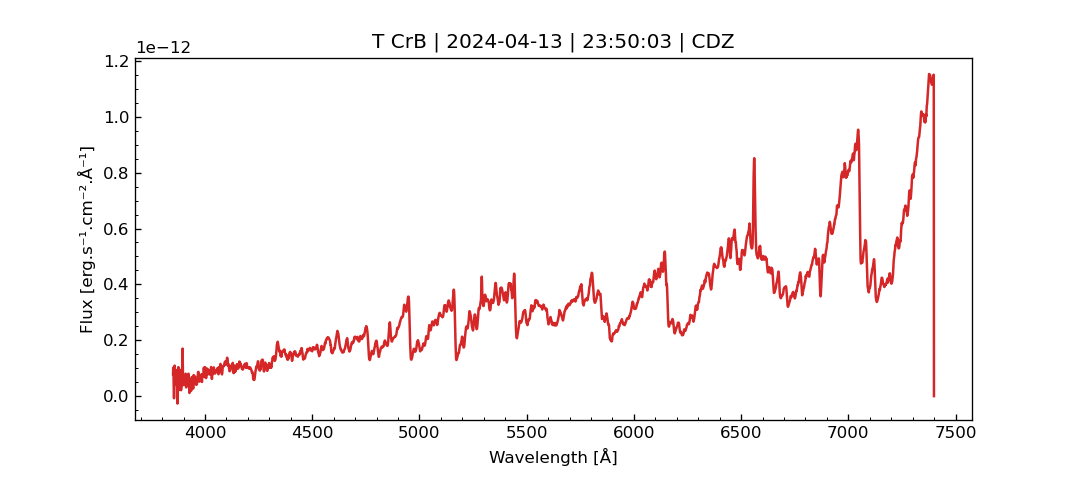 T CrB | 2024-04-13 | 23:50:03 | CDZ
1e−12
1.2
1.0
0.8
0.6
0.4
0.2
0.0
Flux [erg.s⁻¹.cm⁻².Å⁻¹]
4000 4500 5000 5500 6000 6500 7000 7500
Wavelength [Å]